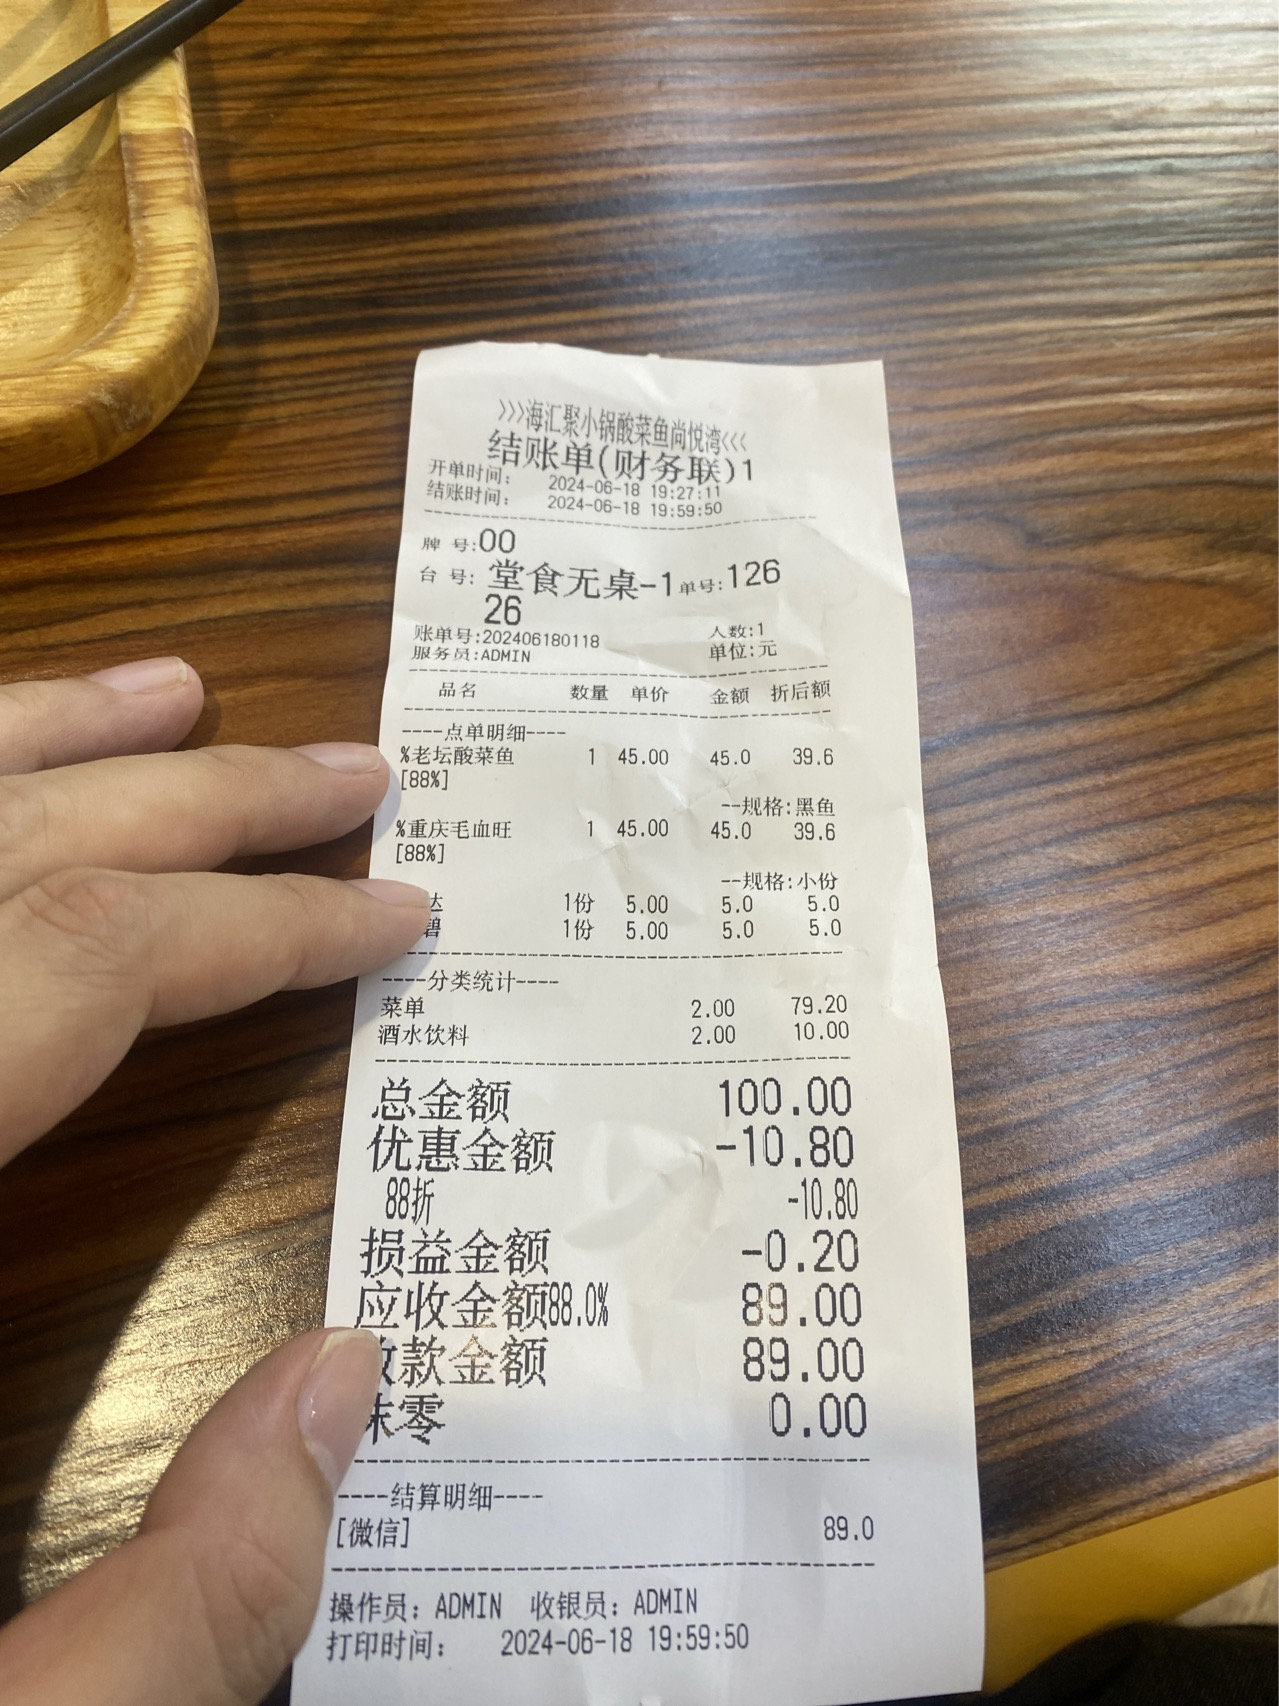 >>>海汇聚小锅酸菜鱼尚悦湾<<<
结账单(财务联)1
开单时间: 2024-06-18 19:27:11
结账时间: 2024-06-18 19:59:50
牌 号:00
台 号: 堂食无桌-1 单号:126
26
账单号:202406180118 人数:1
服务员:ADMIN 单位:元
品名 数量 单价 金额 折后额
----点单明细----
%老坛酸菜鱼 1 45.00 45.0 39.6
[88%]
--规格:黑鱼
%重庆毛血旺 1 45.00 45.0 39.6
[88%]
--规格:小份
达 1份 5.00 5.0 5.0
碧 1份 5.00 5.0 5.0
----分类统计----
菜单 2.00 79.20
酒水饮料 2.00 10.00
总金额 100.00
优惠金额 -10.80
88折 -10.80
损益金额 -0.20
应收金额88.0% 89.00
款金额 89.00
零 0.00
----结算明细----
[微信] 89.0
操作员: ADMIN 收银员: ADMIN
打印时间: 2024-06-18 19:59:50